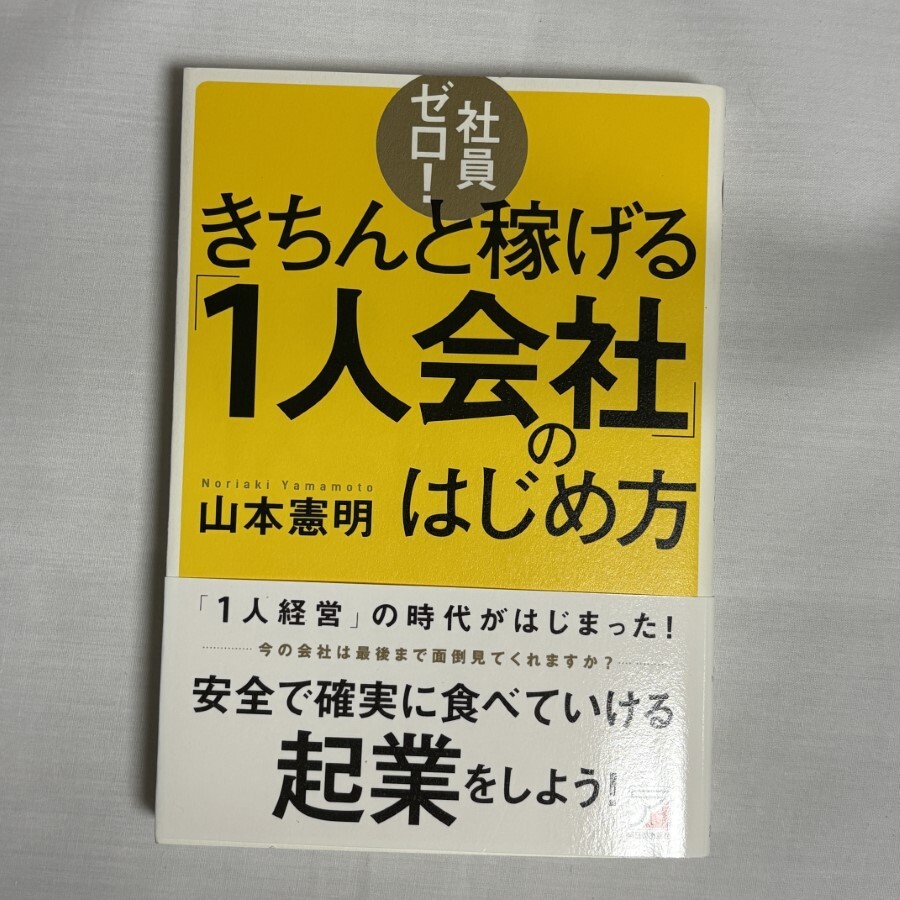 社員
ゼロ！
きちんと稼げる
「1人会社」の
はじめ方
Noriaki Yamamoto
山本憲明
「1人経営」の時代がはじまった！
今の会社は最後まで面倒見てくれますか？
安全で確実に食べていける
起業をしよう！